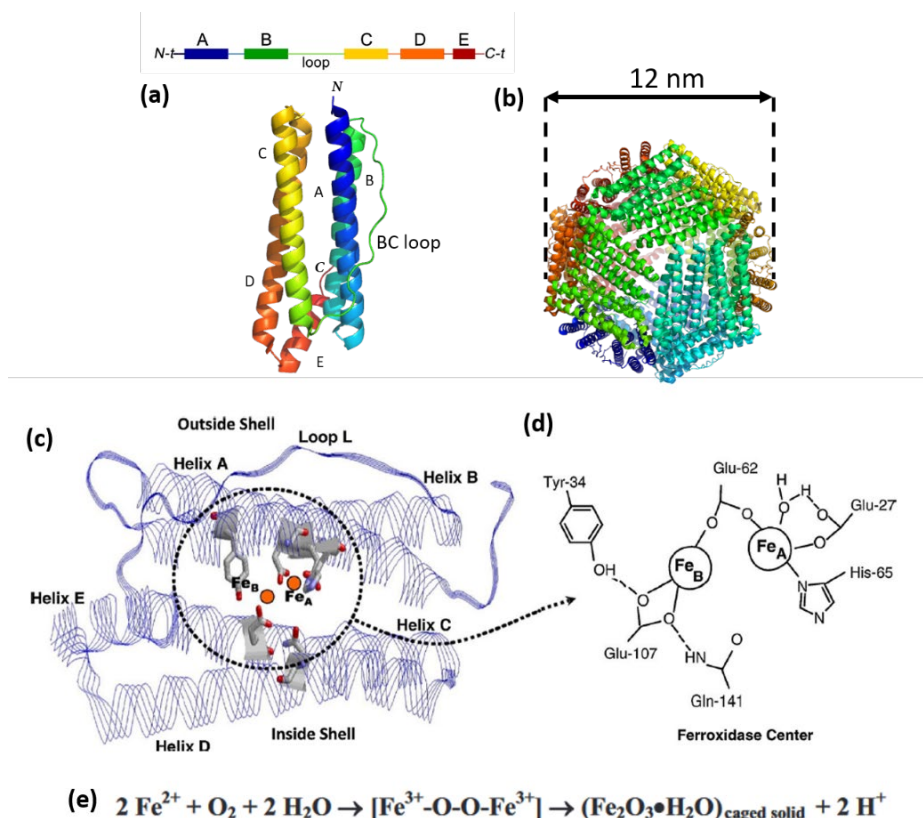 A B C D E
N-t loop C-t
(a) N (b) 12 nm
C
A B
BC loop
C
D
E
(c) Outside Shell (d)
Loop L
Helix A Helix B
Glu-62
Tyr-34
H
O H
Glu-27
O O
Fe_A
O
Fe_B
OH
His-65
Fe_B Fe_A
N
N
H
Helix E
Helix C
O
O
Glu-107
HN O
Gln-141
Helix D Inside Shell
Ferroxidase Center
(e) 2 Fe²⁺ + O₂ + 2 H₂O → [Fe³⁺-O-O-Fe³⁺] → (Fe₂O₃•H₂O)caged solid + 2 H⁺